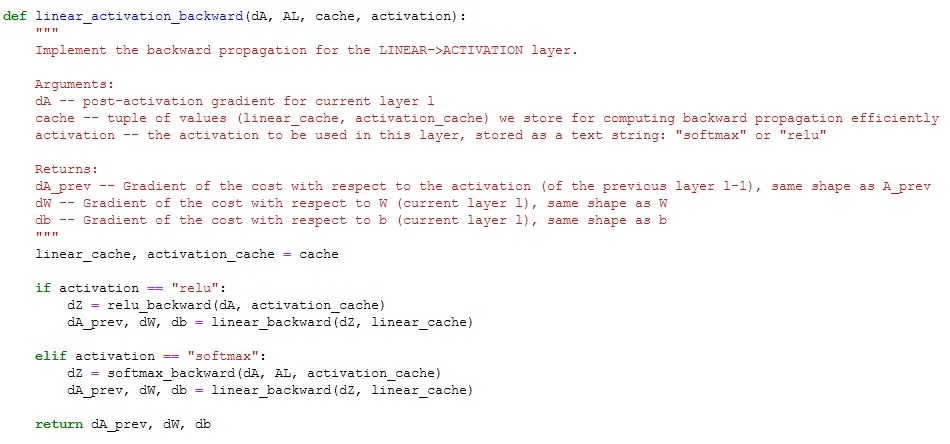 def linear_activation_backward(dA, AL, cache, activation):
    """
    Implement the backward propagation for the LINEAR->ACTIVATION layer.

    Arguments:
    dA -- post-activation gradient for current layer l
    cache -- tuple of values (linear_cache, activation_cache) we store for computing backward propagation efficiently
    activation -- the activation to be used in this layer, stored as a text string: "softmax" or "relu"

    Returns:
    dA_prev -- Gradient of the cost with respect to the activation (of the previous layer l-1), same shape as A_prev
    dW -- Gradient of the cost with respect to W (current layer l), same shape as W
    db -- Gradient of the cost with respect to b (current layer l), same shape as b
    """
    linear_cache, activation_cache = cache

    if activation == "relu":
        dZ = relu_backward(dA, activation_cache)
        dA_prev, dW, db = linear_backward(dZ, linear_cache)

    elif activation == "softmax":
        dZ = softmax_backward(dA, AL, activation_cache)
        dA_prev, dW, db = linear_backward(dZ, linear_cache)

    return dA_prev, dW, db